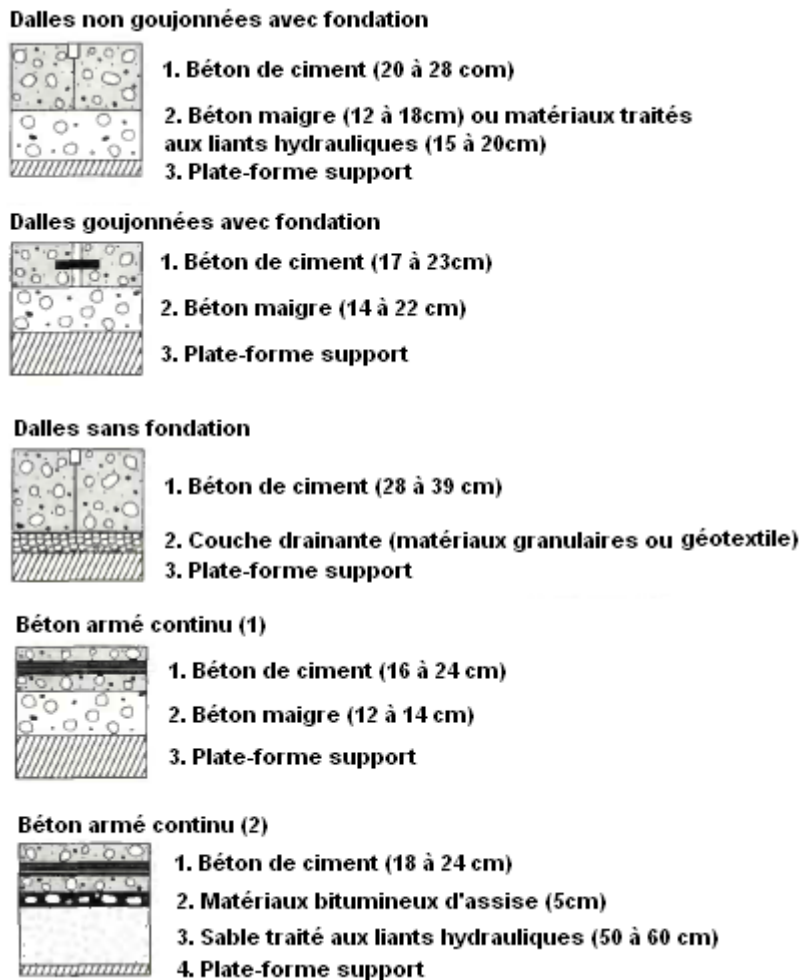 Dalles non goujonnées avec fondation
1. Béton de ciment (20 à 28 com)
2. Béton maigre (12 à 18cm) ou matériaux traités
aux liants hydrauliques (15 à 20cm)
3. Plate-forme support
Dalles goujonnées avec fondation
1. Béton de ciment (17 à 23cm)
2. Béton maigre (14 à 22 cm)
3. Plate-forme support
Dalles sans fondation
1. Béton de ciment (28 à 39 cm)
2. Couche drainante (matériaux granulaires ou géotextile)
3. Plate-forme support
Béton armé continu (1)
1. Béton de ciment (16 à 24 cm)
2. Béton maigre (12 à 14 cm)
3. Plate-forme support
Béton armé continu (2)
1. Béton de ciment (18 à 24 cm)
2. Matériaux bitumineux d'assise (5cm)
3. Sable traité aux liants hydrauliques (50 à 60 cm)
4. Plate-forme support